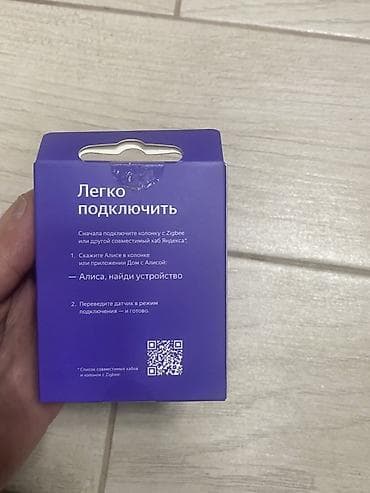 Легко
подключить
Сначала подключите колонку с Zigbee
или другой совместимый хаб Яндекса*.
1. Скажите Алисе в колонке
или приложении Дом с Алисой:
— Алиса, найди устройство
2. Переведите датчик в режим
подключения — и готово.
* Список совместимых хабов
и колонок с Zigbee